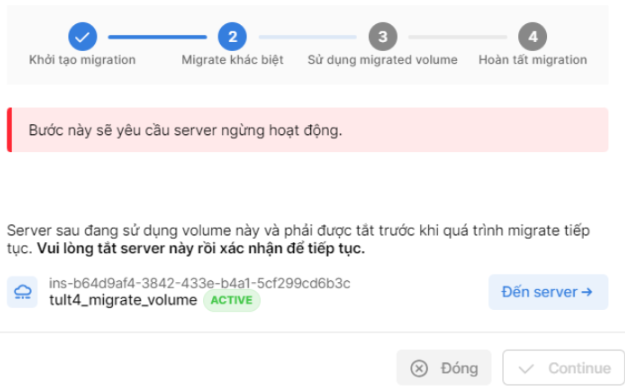 2
3
4
Khởi tạo migration
Migrate khác biệt
Sử dụng migrated volume
Hoàn tất migration
Bước này sẽ yêu cầu server ngừng hoạt động.
Server sau đang sử dụng volume này và phải được tắt trước khi quá trình migrate tiếp
tục. Vui lòng tắt server này rồi xác nhận để tiếp tục.
ins-b64d9af4-3842-433e-b4a1-5cf299cd6b3c
tult4_migrate_volume ACTIVE
Đến server →
Đóng
Continue